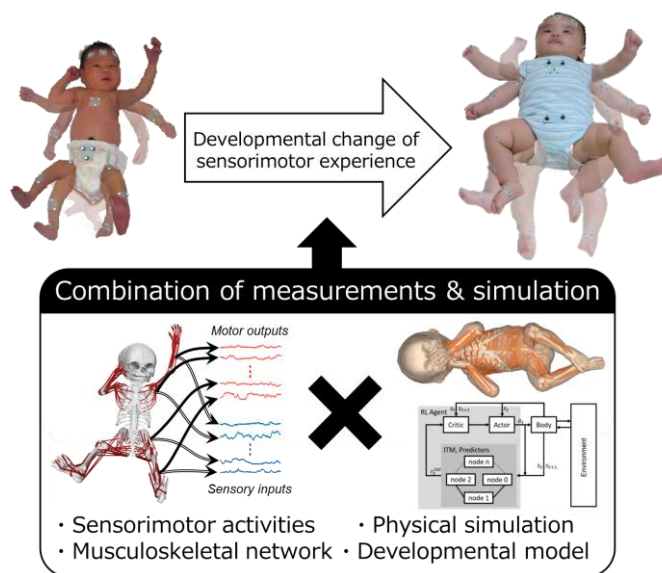 Developmental change of
sensorimotor experience
Combination of measurements & simulation
Motor outputs
Sensory inputs
RL Agent
Critic
Actor
Body
Environment
ITM, Predictors
node n
node 2
node 0
node 1
・Sensorimotor activities
・Musculoskeletal network
・Physical simulation
・Developmental model